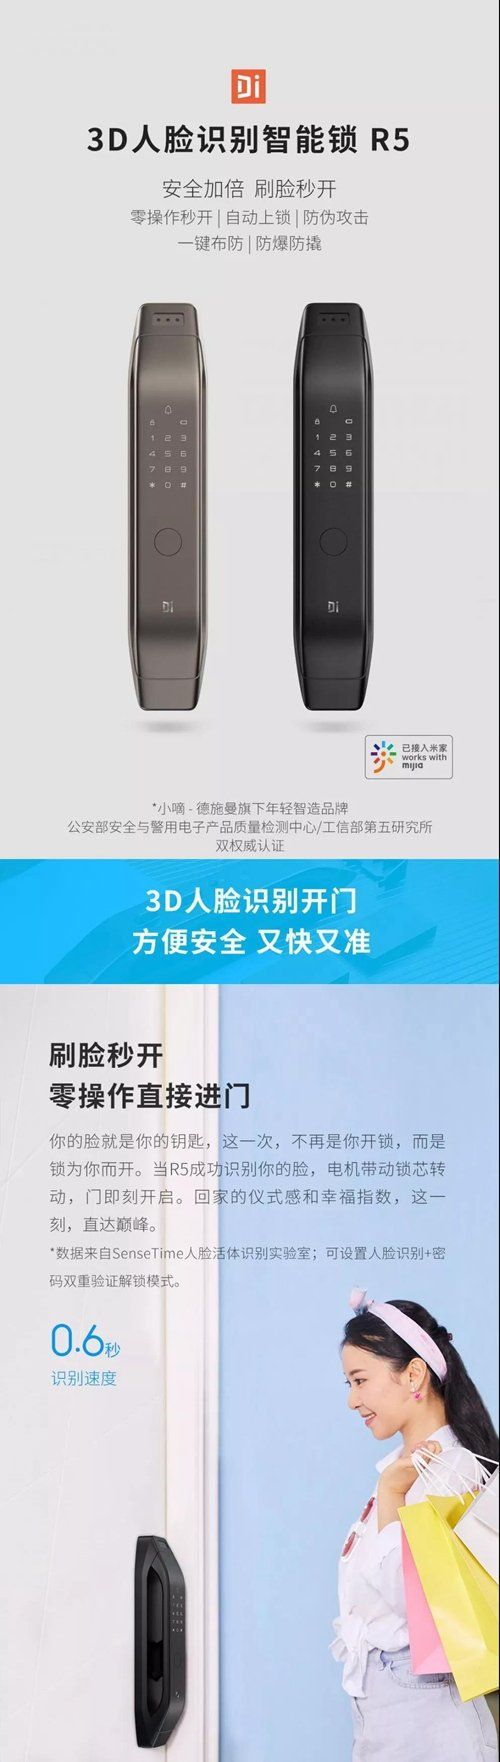 Di
3D人脸识别智能锁 R5
安全加倍 刷脸秒开
零操作秒开 | 自动上锁 | 防伪攻击
一键布防 | 防爆防撬
1 2 3
4 5 6
7 8 9
* 0 #
Di
1 2 3
4 5 6
7 8 9
* 0 #
Di
已接入米家
works with
mijia
*小嘀 - 德施曼旗下年轻智造品牌
公安部安全与警用电子产品质量检测中心/工信部第五研究所
双权威认证
3D人脸识别开门
方便安全 又快又准
刷脸秒开
零操作直接进门
你的脸就是你的钥匙，这一次，不再是你开锁，而是
锁为你而开。当R5成功识别你的脸，电机带动锁芯转
动，门即刻开启。回家的仪式感和幸福指数，这一
刻，直达巅峰。
*数据来自SenseTime人脸活体识别实验室；可设置人脸识别+密
码双重验证解锁模式。
0.6秒
识别速度